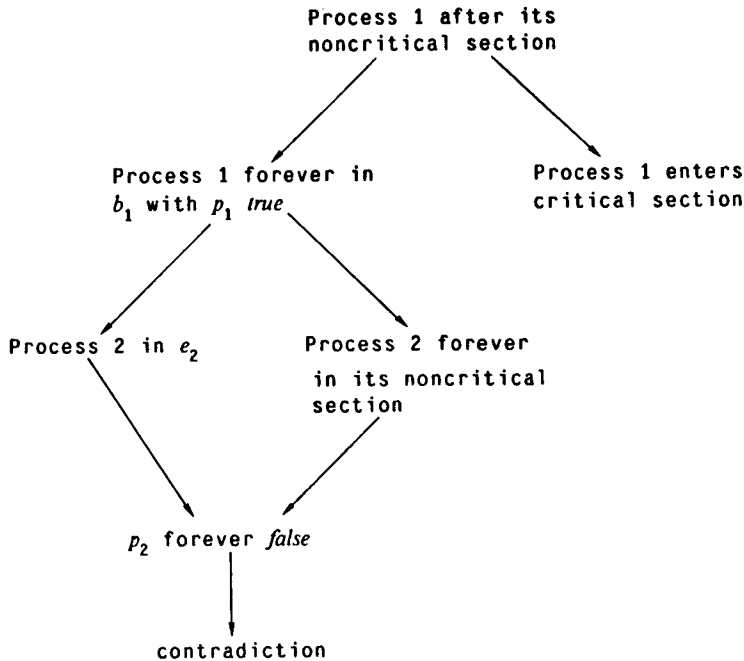 Process 1 after its
noncritical section
Process 1 forever in
b₁ with p₁ true
Process 1 enters
critical section
Process 2 in e₂
Process 2 forever
in its noncritical
section
p₂ forever false
contradiction